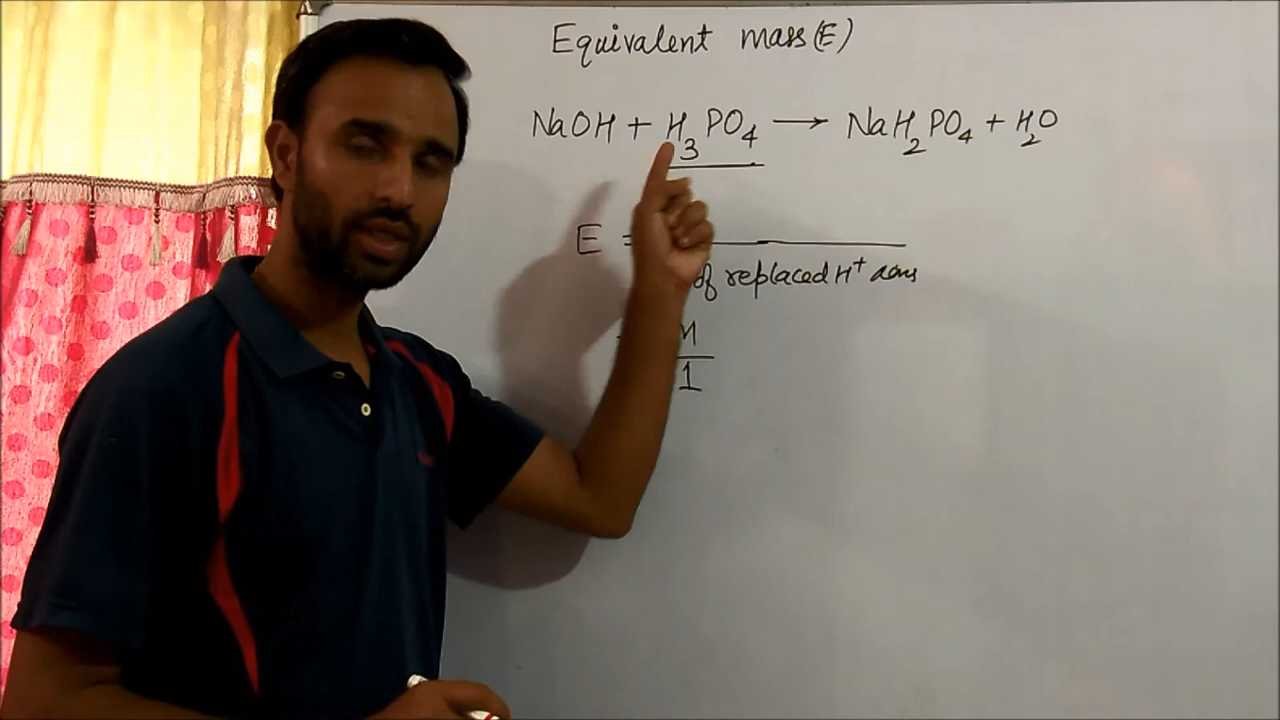 Equivalent mass (E)
NaOH + H₃PO₄ → NaH₂PO₄ + H₂O
E =
of replaced H⁺ ions
M
1